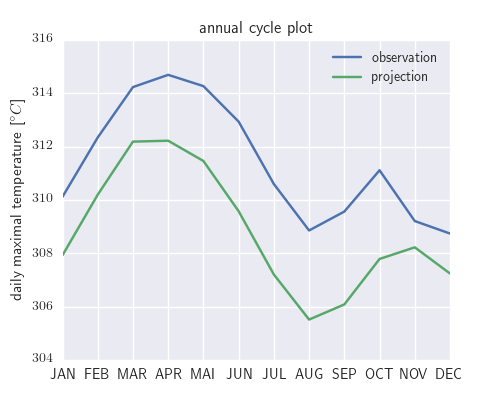 annual cycle plot
316
314
312
310
308
306
304
daily maximal temperature [°C]
observation
projection
JAN FEB MAR APR MAI JUN JUL AUG SEP OCT NOV DEC